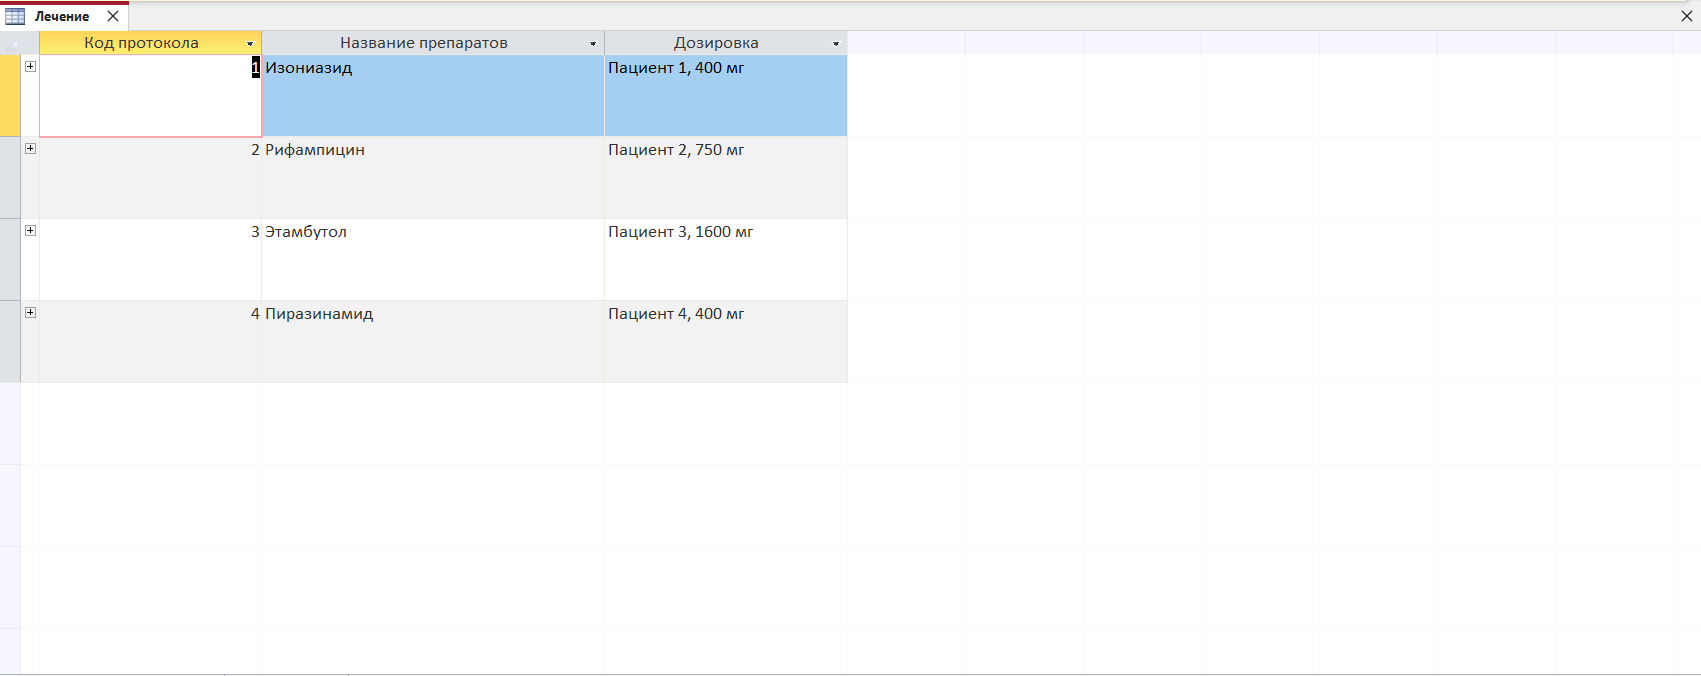 Лечение
Код протокола Название препаратов Дозировка
1 Изониазид Пациент 1, 400 мг
2 Рифампицин Пациент 2, 750 мг
3 Этамбутол Пациент 3, 1600 мг
4 Пиразинамид Пациент 4, 400 мг